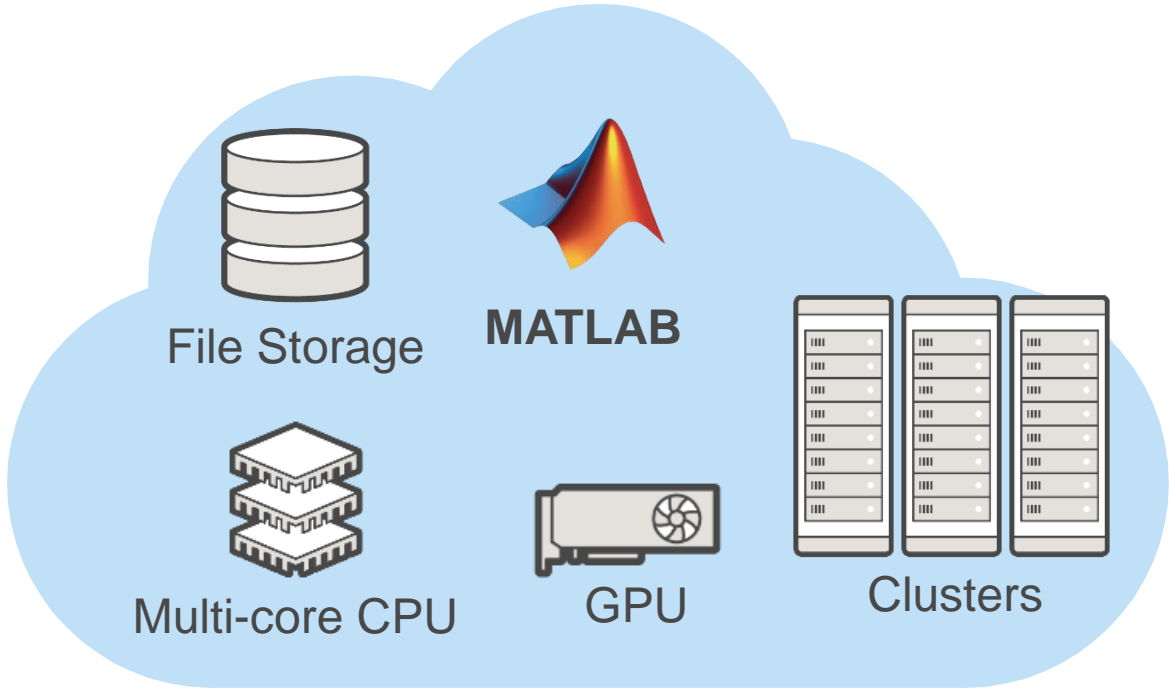 File Storage
MATLAB
Multi-core CPU
GPU
Clusters